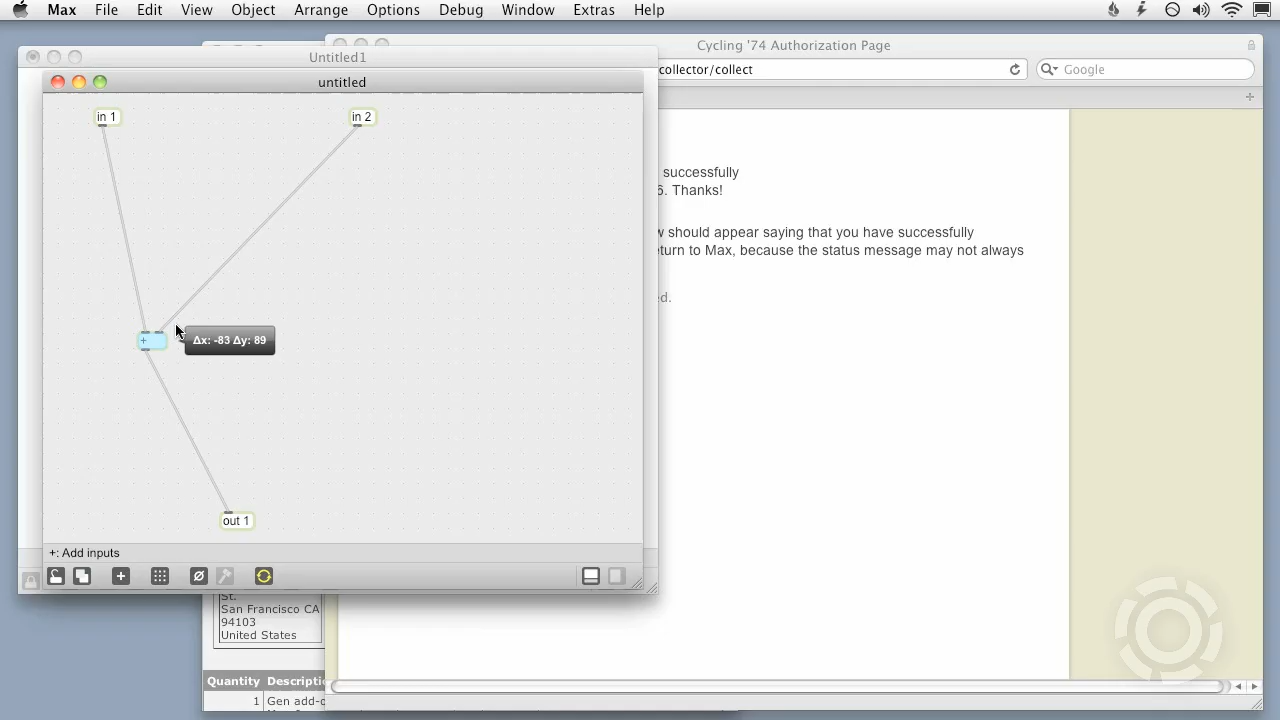 Max File Edit View Object Arrange Options Debug Window Extras Help
Untitled1
Cycling '74 Authorization Page
untitled
collector/collect
Google
in 1
in 2
successfully
6. Thanks!
w should appear saying that you have successfully
eturn to Max, because the status message may not always
ed.
+
Δx: -83 Δy: 89
out 1
+: Add inputs
St.
San Francisco CA
94103
United States
Quantity Descriptio
1 Gen add-o